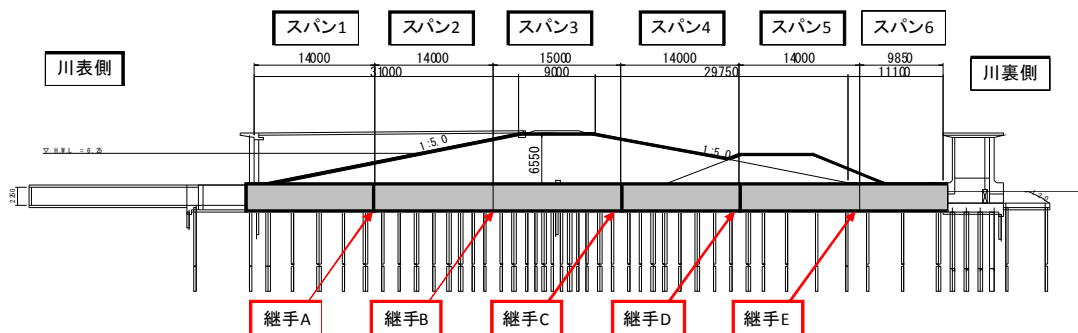 スパン1 スパン2 スパン3 スパン4 スパン5 スパン6
川表側 14000 14000 15000 14000 14000 9850 川裏側
31000 9000 29750 11100
1:5.0 1:5.0
▽ H.W.L = 6.25
6550
継手A 継手B 継手C 継手D 継手E